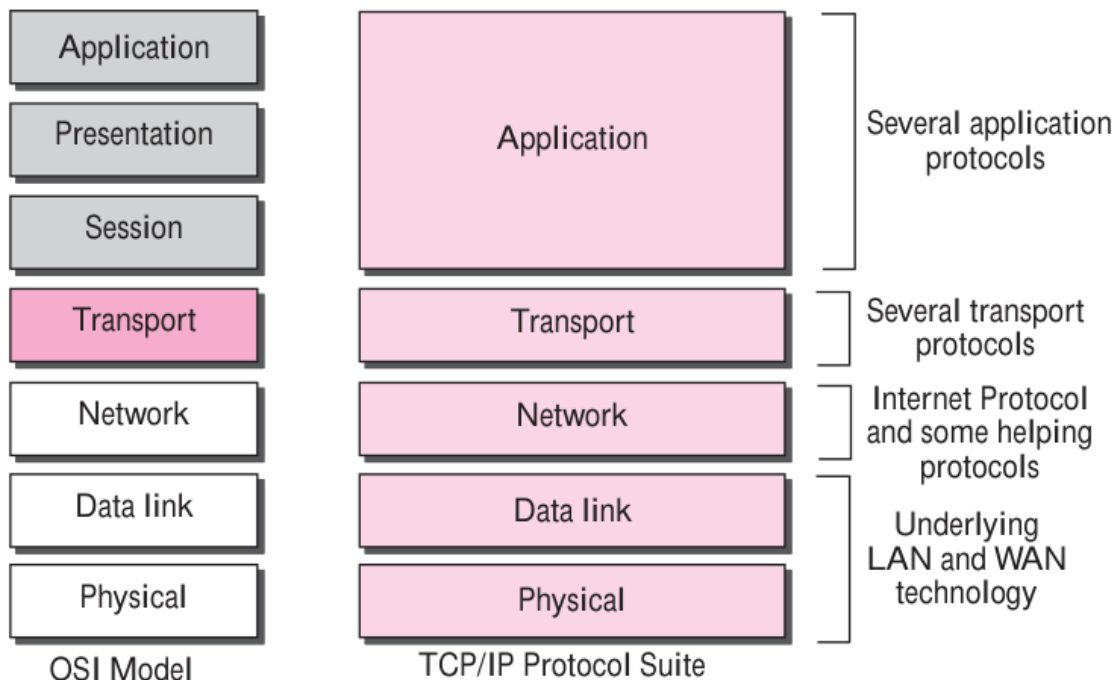 Application
Presentation
Session
Transport
Network
Data link
Physical
OSI Model
Application
Transport
Network
Data link
Physical
TCP/IP Protocol Suite
Several application
protocols
Several transport
protocols
Internet Protocol
and some helping
protocols
Underlying
LAN and WAN
technology